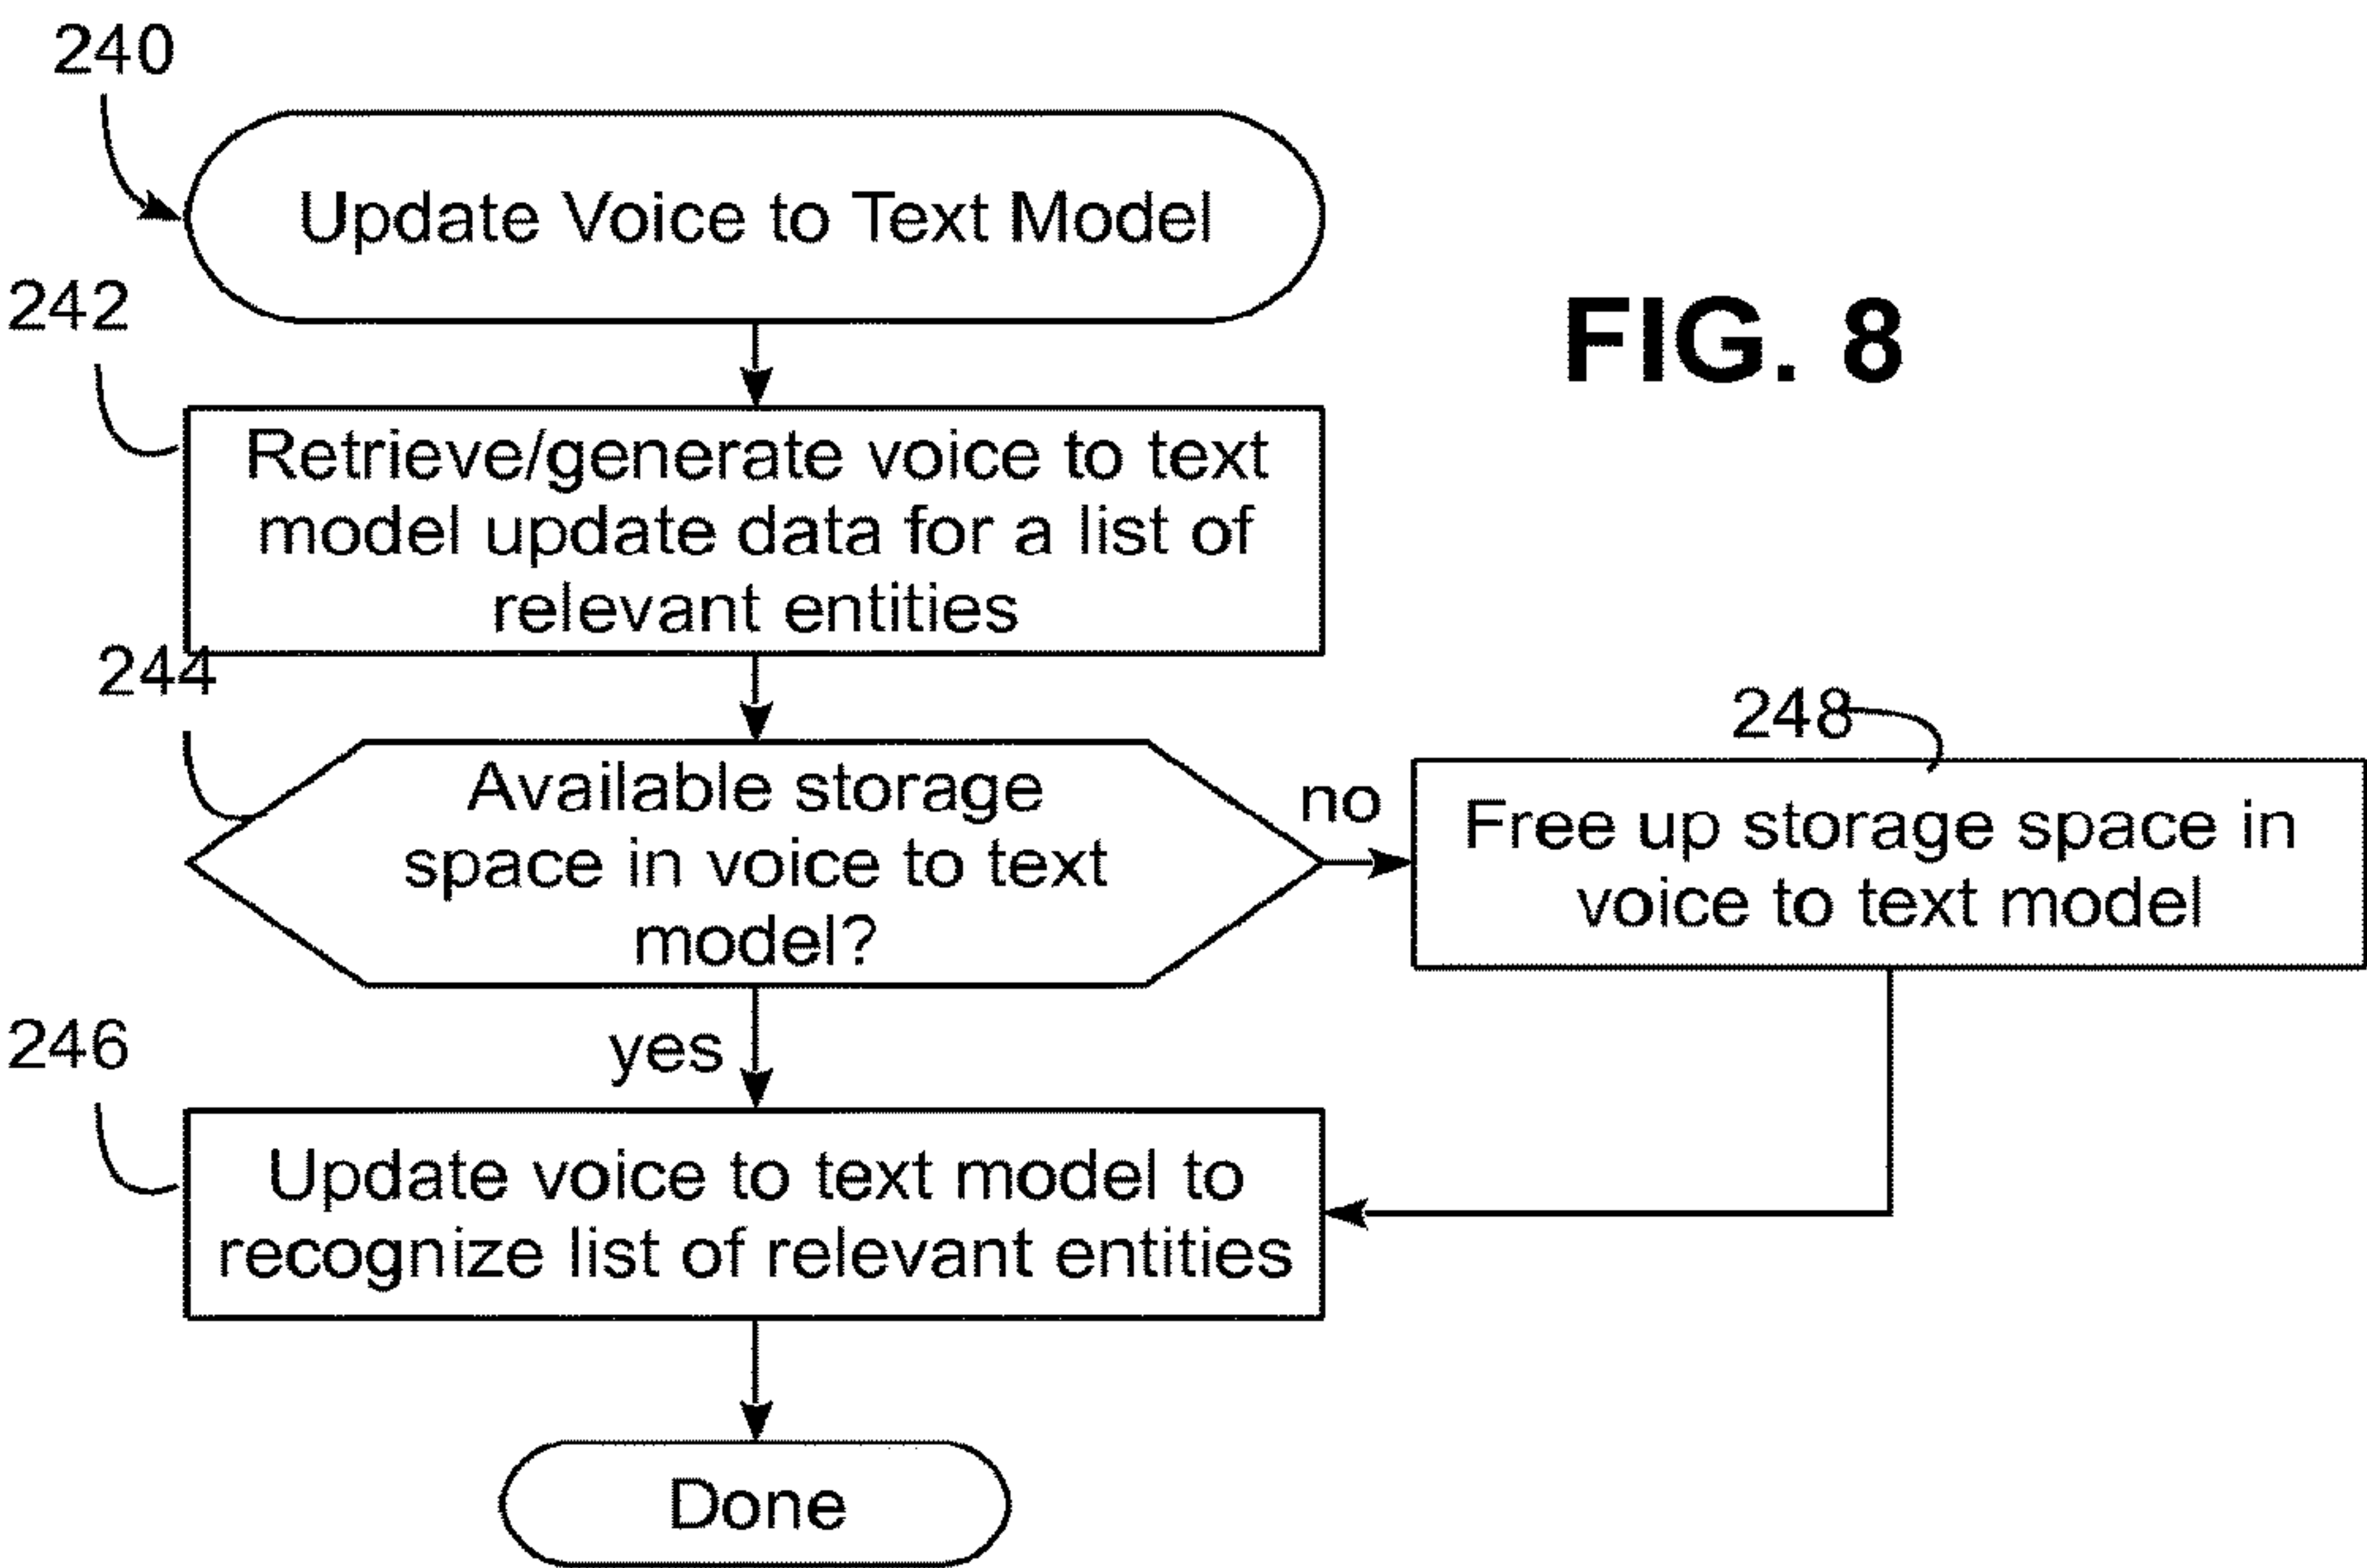 240
Update Voice to Text Model
242
FIG. 8
Retrieve/generate voice to text
model update data for a list of
relevant entities
244
Available storage
space in voice to text
model?
no
248
Free up storage space in
voice to text model
yes
246
Update voice to text model to
recognize list of relevant entities
Done